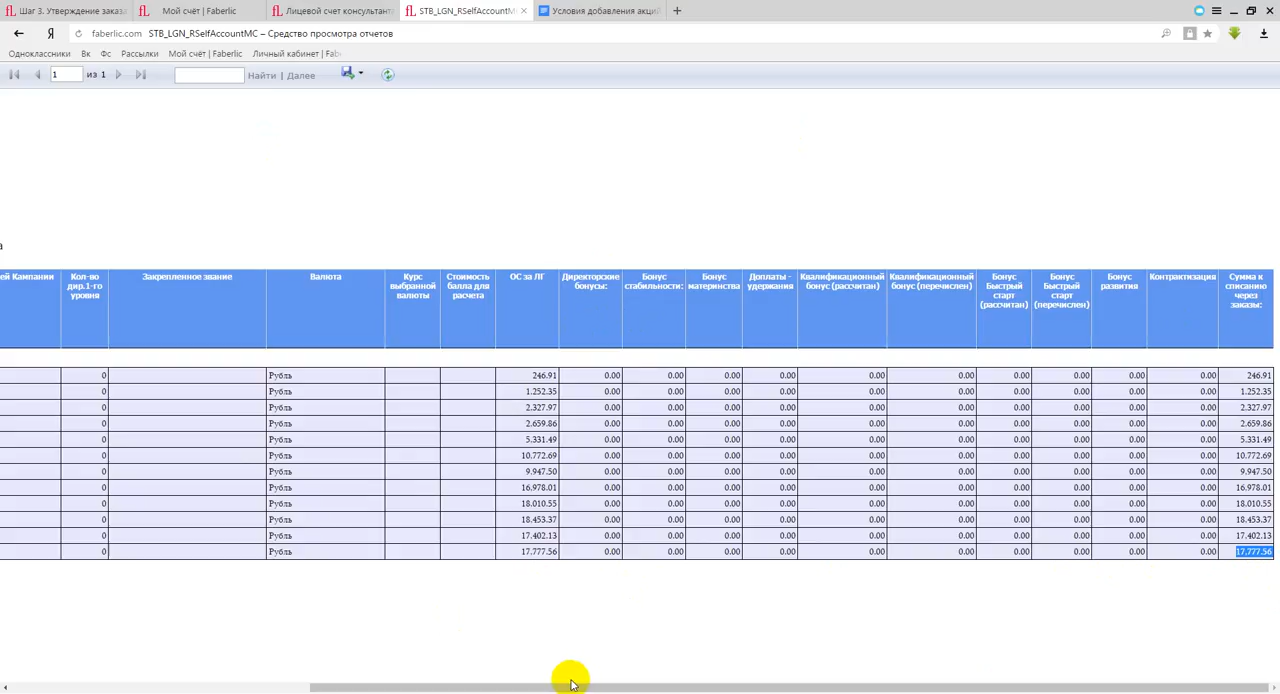 Шаг 3. Утверждение заказа Мой счёт | Faberlic Лицевой счет консультант STB_LGN_RSelfAccountM Условия добавления акций
faberlic.com STB_LGN_RSelfAccountMC – Средство просмотра отчетов
Одноклассники Вк Фс Рассылки Мой счёт | Faberlic Личный кабинет | Fab
1 из 1 Найти | Далее
а
ей Кампании Кол-во дир.1-го уровня Закрепленное звание Валюта Курс выбранной валюты Стоимость балла для расчета ОС за ЛГ Директорские бонусы: Бонус стабильности: Бонус материнства Доплаты - удержания Квалификационный бонус (рассчитан) Квалификационный бонус (перечислен) Бонус Быстрый старт (рассчитан) Бонус Быстрый старт (перечислен) Бонус развития Контрактизация Сумма к списанию через заказы:
0 Рубль 246.91 0.00 0.00 0.00 0.00 0.00 0.00 0.00 0.00 0.00 0.00 246.91
0 Рубль 1.252.35 0.00 0.00 0.00 0.00 0.00 0.00 0.00 0.00 0.00 0.00 1.252.35
0 Рубль 2.327.97 0.00 0.00 0.00 0.00 0.00 0.00 0.00 0.00 0.00 0.00 2.327.97
0 Рубль 2.659.86 0.00 0.00 0.00 0.00 0.00 0.00 0.00 0.00 0.00 0.00 2.659.86
0 Рубль 5.331.49 0.00 0.00 0.00 0.00 0.00 0.00 0.00 0.00 0.00 0.00 5.331.49
0 Рубль 10.772.69 0.00 0.00 0.00 0.00 0.00 0.00 0.00 0.00 0.00 0.00 10.772.69
0 Рубль 9.947.50 0.00 0.00 0.00 0.00 0.00 0.00 0.00 0.00 0.00 0.00 9.947.50
0 Рубль 16.978.01 0.00 0.00 0.00 0.00 0.00 0.00 0.00 0.00 0.00 0.00 16.978.01
0 Рубль 18.010.55 0.00 0.00 0.00 0.00 0.00 0.00 0.00 0.00 0.00 0.00 18.010.55
0 Рубль 18.453.37 0.00 0.00 0.00 0.00 0.00 0.00 0.00 0.00 0.00 0.00 18.453.37
0 Рубль 17.402.13 0.00 0.00 0.00 0.00 0.00 0.00 0.00 0.00 0.00 0.00 17.402.13
0 Рубль 17.777.56 0.00 0.00 0.00 0.00 0.00 0.00 0.00 0.00 0.00 0.00 17.777.56